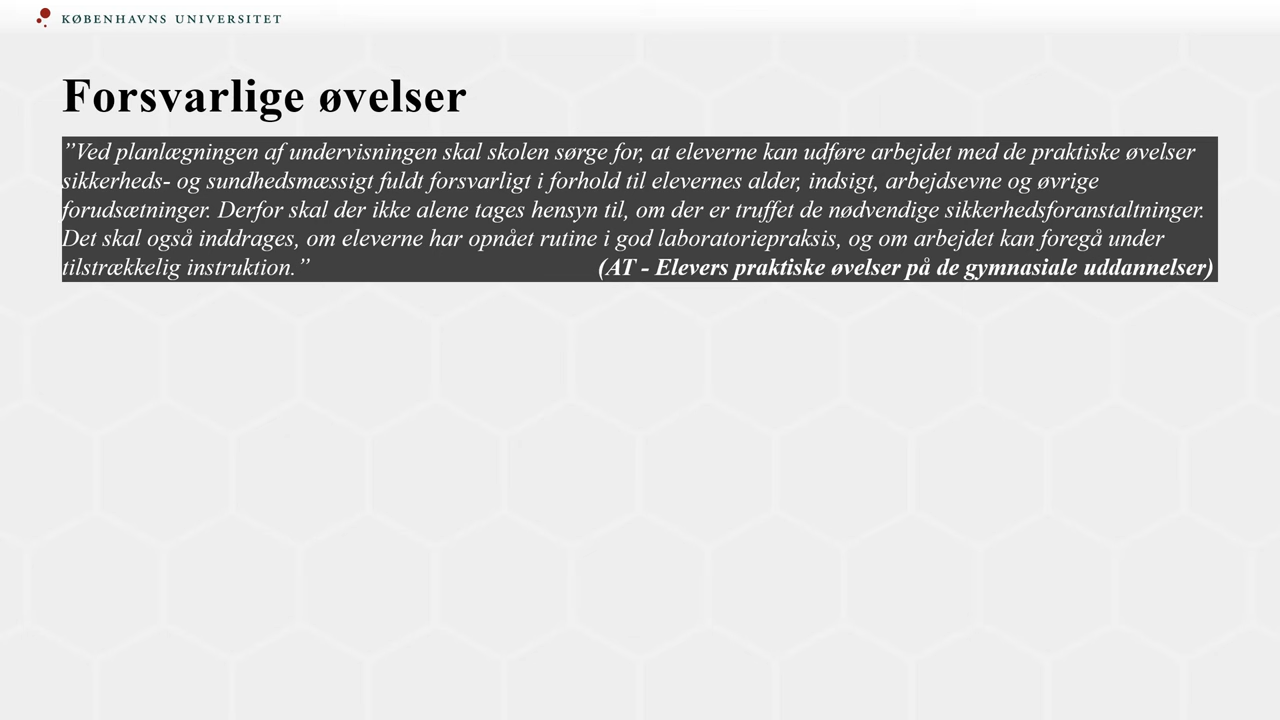 KØBENHAVNS UNIVERSITET
Forsvarlige øvelser
”Ved planlægningen af undervisningen skal skolen sørge for, at eleverne kan udføre arbejdet med de praktiske øvelser
sikkerheds- og sundhedsmæssigt fuldt forsvarligt i forhold til elevernes alder, indsigt, arbejdsevne og øvrige
forudsætninger. Derfor skal der ikke alene tages hensyn til, om der er truffet de nødvendige sikkerhedsforanstaltninger.
Det skal også inddrages, om eleverne har opnået rutine i god laboratoriepraksis, og om arbejdet kan foregå under
tilstrækkelig instruktion.” (AT - Elevers praktiske øvelser på de gymnasiale uddannelser)